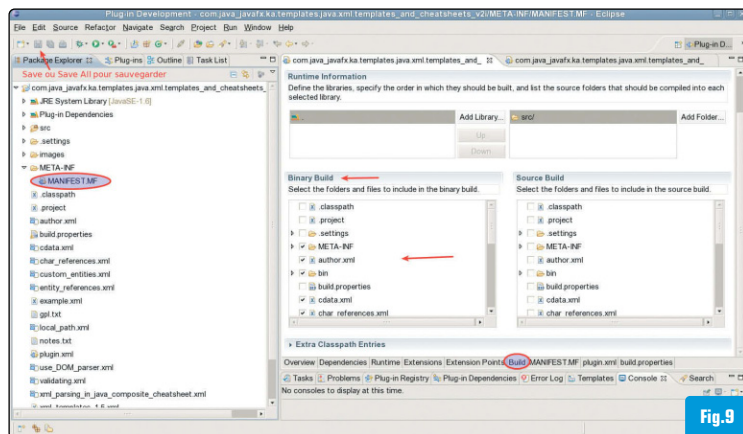 Plug-in Development - com.java_javafx.ka.templates.java.xml.templates_and_cheatsheets_v2/META-INF/MANIFEST.MF - Eclipse
File Edit Source Refactor Navigate Search Project Run Window Help
Plug-in D...
Package Explorer Plug-ins Outline Task List
Save ou Save All pour sauvegarder
com.java_javafx.ka.templates.java.xml.templates_and_cheatsheets_
JRE System Library [JavaSE-1.6]
Plug-in Dependencies
src
.settings
images
META-INF
MANIFEST.MF
.classpath
.project
author.xml
build.properties
cdata.xml
char_references.xml
custom_entities.xml
entity_references.xml
example.xml
gpl.txt
local_path.xml
notes.txt
plugin.xml
use_DOM_parser.xml
validating.xml
xml_parsing_in_java_composite_cheatsheet.xml
xml_templates_1.6.xml
com.java_javafx.ka.templates.java.xml.templates_and_
com.java_javafx.ka.templates.java.xml.templates_and_
Runtime Information
Define the libraries, specify the order in which they should be built, and list the source folders that should be compiled into each
selected library.
.
Add Library...
Up
Down
src/
Add Folder...
Binary Build
Select the folders and files to include in the binary build.
.classpath
.project
.settings
META-INF
author.xml
bin
build.properties
cdata.xml
char_references.xml
Source Build
Select the folders and files to include in the source build.
.classpath
.project
.settings
META-INF
author.xml
bin
build.properties
cdata.xml
char_references.xml
Extra Classpath Entries
Overview Dependencies Runtime Extensions Extension Points Build MANIFEST.MF plugin.xml build.properties
Tasks Problems Plug-in Registry Plug-in Dependencies Error Log Templates Console Search
No consoles to display at this time.
Fig.9